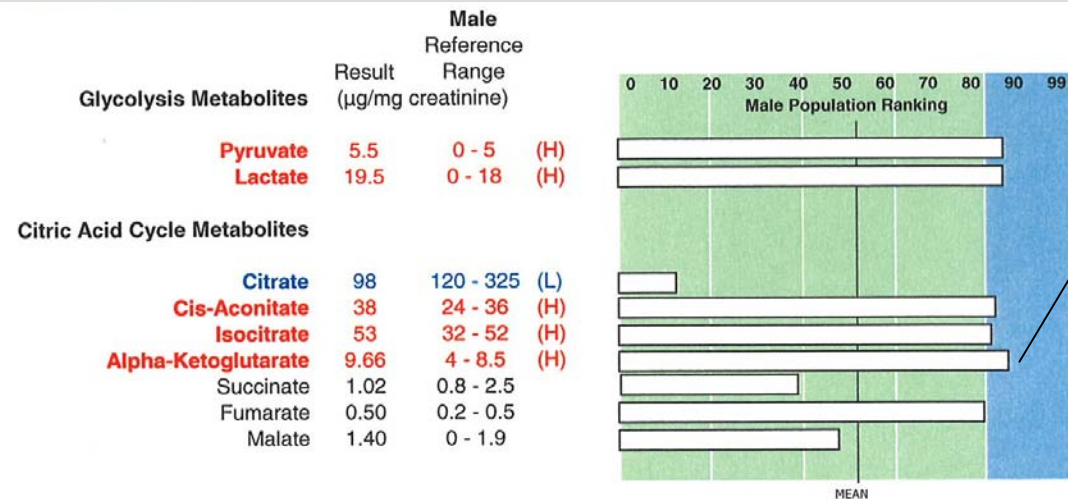 Male
Reference
Result Range
Glycolysis Metabolites (µg/mg creatinine)
0 10 20 30 40 50 60 70 80 90 99
Male Population Ranking
Pyruvate 5.5 0 - 5 (H)
Lactate 19.5 0 - 18 (H)
Citric Acid Cycle Metabolites
Citrate 98 120 - 325 (L)
Cis-Aconitate 38 24 - 36 (H)
Isocitrate 53 32 - 52 (H)
Alpha-Ketoglutarate 9.66 4 - 8.5 (H)
Succinate 1.02 0.8 - 2.5
Fumarate 0.50 0.2 - 0.5
Malate 1.40 0 - 1.9
MEAN